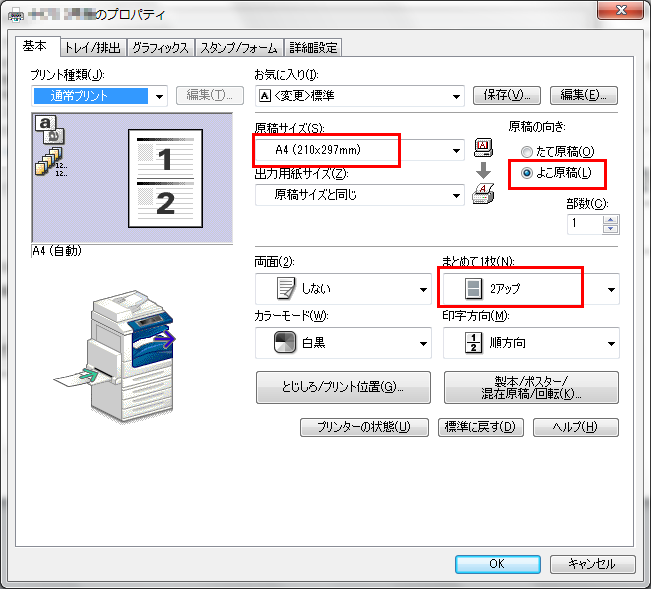 のプロパティ
基本
トレイ/排出
グラフィックス
スタンプ/フォーム
詳細設定
プリント種類(J):
通常プリント
編集(T)...
お気に入り(I):
A <変更>標準
保存(V)...
編集(E)...
原稿サイズ(S):
A4 (210x297mm)
出力用紙サイズ(Z):
原稿サイズと同じ
原稿の向き:
たて原稿(O)
よこ原稿(L)
部数(C):
1
a
a
12..
12..
1
2
A4 (自動)
両面(2):
しない
まとめて1枚(N):
2アップ
カラーモード(W):
白黒
印字方向(M):
1
2
順方向
とじしろ/プリント位置(G)...
製本/ポスター/
混在原稿/回転(K)...
プリンターの状態(U)
標準に戻す(D)
ヘルプ(H)
OK
キャンセル